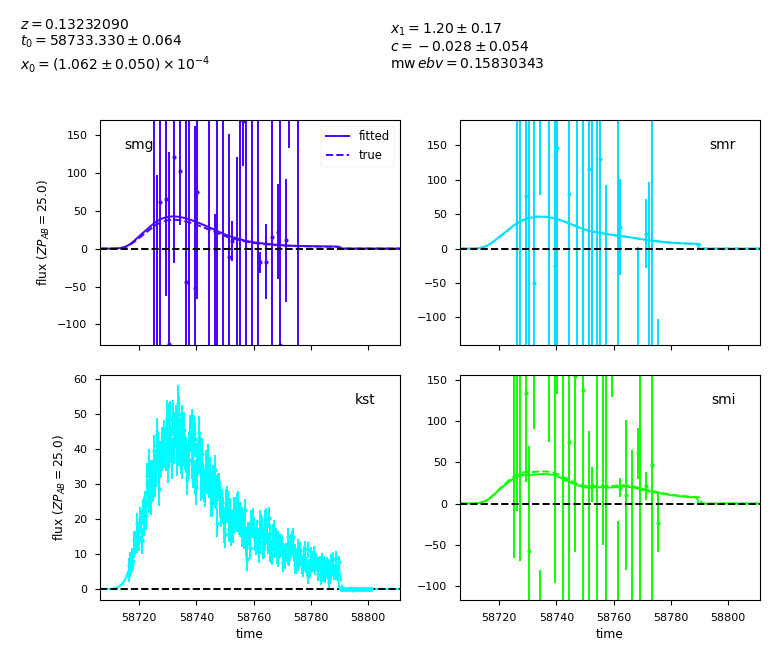 z = 0.13232090
t₀ = 58733.330 ± 0.064
x₀ = (1.062 ± 0.050) × 10⁻⁴
x₁ = 1.20 ± 0.17
c = −0.028 ± 0.054
mw ebv = 0.15830343
smg
fitted
true
150
100
50
0
−50
−100
flux (ZP_AB = 25.0)
smr
150
100
50
0
−50
−100
kst
60
50
40
30
20
10
0
flux (ZP_AB = 25.0)
58720 58740 58760 58780 58800
time
smi
150
100
50
0
−50
−100
58720 58740 58760 58780 58800
time